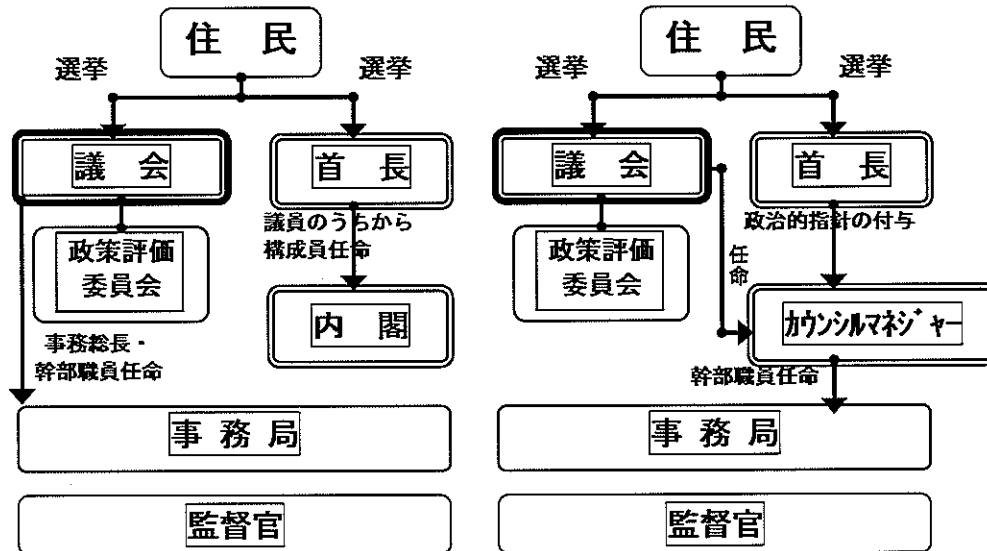 住 民
選挙
選挙
議 会
首 長
議員のうちから
構成員任命
政策評価
委員会
内 閣
事務総長・
幹部職員任命
事 務 局
監督官
住 民
選挙
選挙
議 会
首 長
政治的指針の付与
政策評価
委員会
任命
カウンシルマネジャー
幹部職員任命
事 務 局
監督官